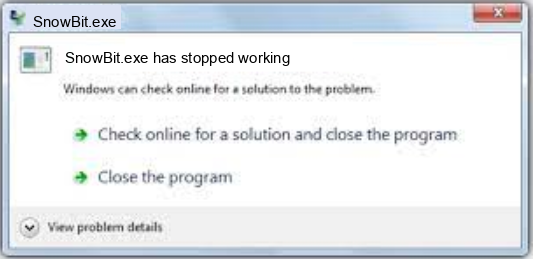 SnowBit.exe
SnowBit.exe has stopped working
Windows can check online for a solution to the problem.
Check online for a solution and close the program
Close the program
View problem details